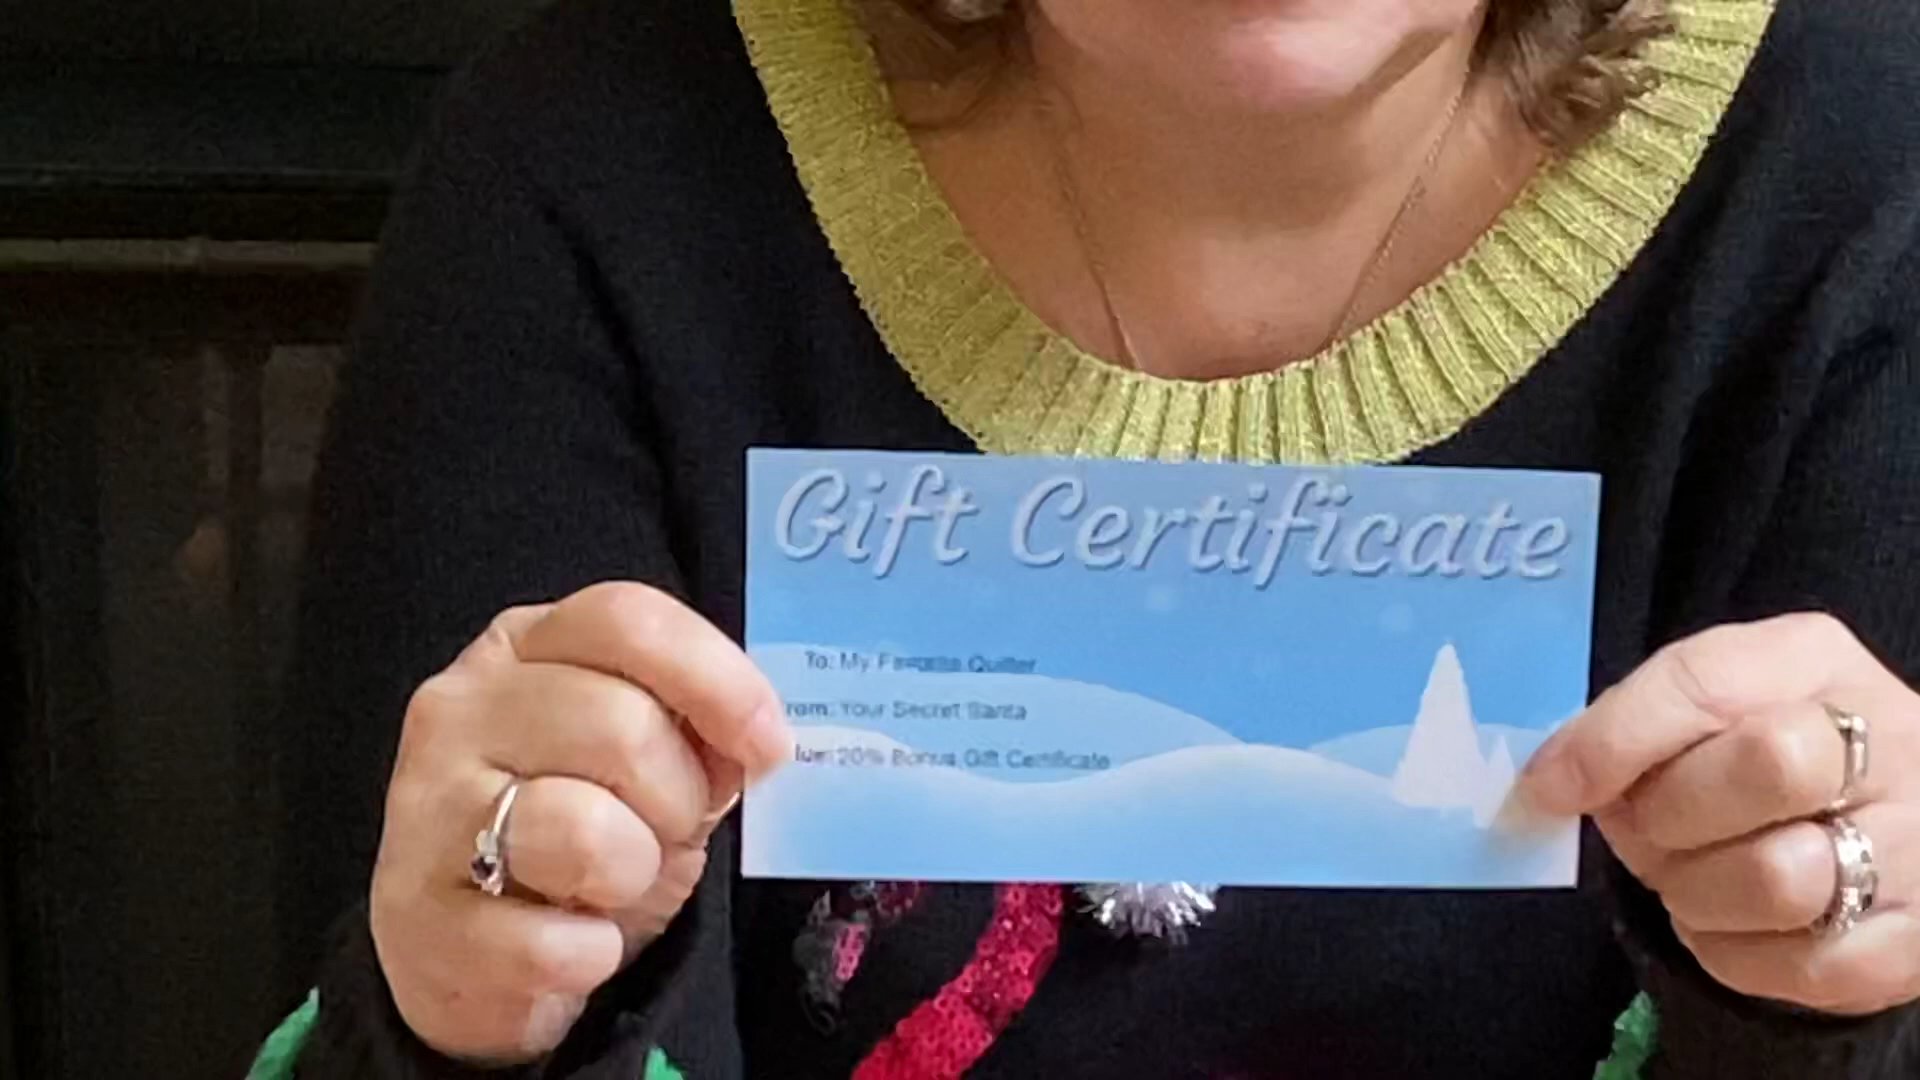 Gift Certificate
To: My Favorite Quilter
rom: Your Secret Santa
lue: 20% Bonus Gift Certificate